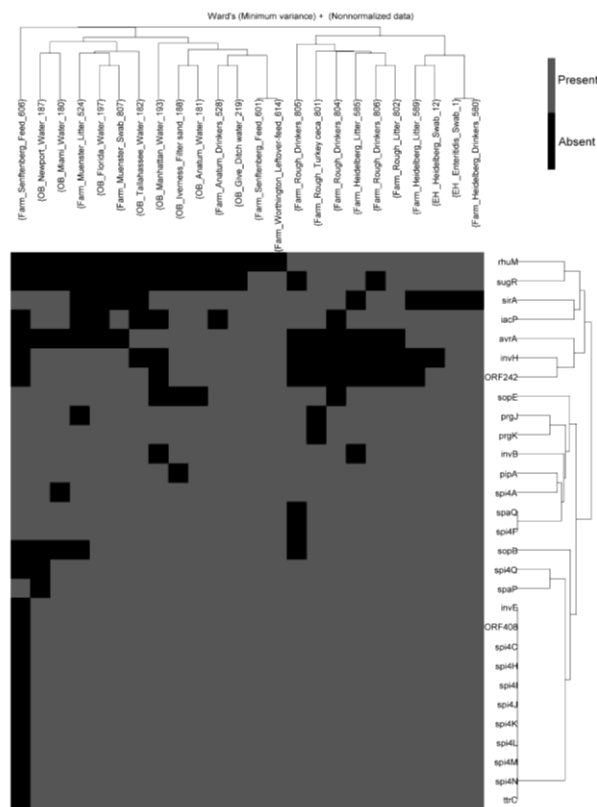 Ward's (Minimum variance) + (Nonnormalized data)
Present
Absent
{Farm_Senftenberg_Feed_606}
{OB_Newport_Water_187}
{OB_Miami_Water_180}
{Farm_Muenster_Litter_524}
{OB_Florida_Water_197}
{Farm_Muenster_Swab_807}
{OB_Tallahassee_Water_182}
{OB_Manhattan_Water_193}
{OB_Iverness_Filter sand_188}
{OB_Anatum_Water_181}
{Farm_Anatum_Drinkers_528}
{OB_Give_Ditch water_219}
{Farm_Senftenberg_Feed_601}
{Farm_Worthington_Leftover feed_614}
{Farm_Rough_Drinkers_805}
{Farm_Rough_Turkey ceca_801}
{Farm_Rough_Drinkers_804}
{Farm_Heidelberg_Litter_585}
{Farm_Rough_Drinkers_806}
{Farm_Rough_Litter_802}
{Farm_Heidelberg_Litter_589}
{EH_Heidelberg_Swab_12}
{EH_Enteritidis_Swab_1}
{Farm_Heidelberg_Drinkers_580}
rhuM
sugR
sirA
iacP
avrA
invH
ORF242
sopE
prgJ
prgK
invB
pipA
spi4A
spaQ
spi4F
sopB
spi4Q
spaP
invE
ORF408
spi4C
spi4H
spi4I
spi4J
spi4K
spi4L
spi4M
spi4N
ttrC